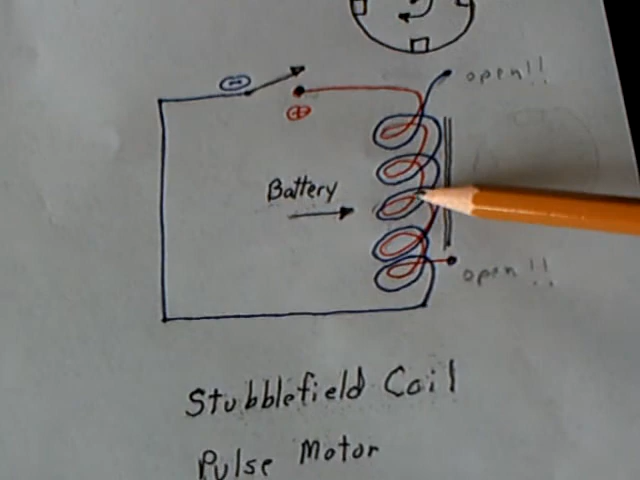 open!!
⊖
⊕
Battery
open!!
Stubblefield Coil
Pulse Motor